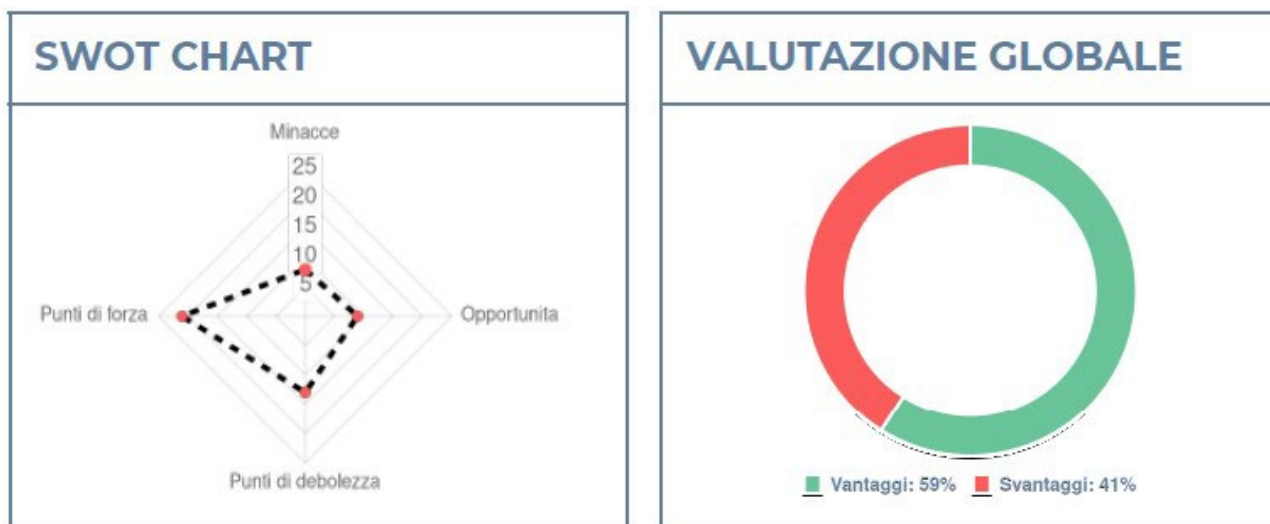 SWOT CHART
Minacce
25
20
15
10
5
Punti di forza
Opportunita
Punti di debolezza
VALUTAZIONE GLOBALE
Vantaggi: 59% Svantaggi: 41%